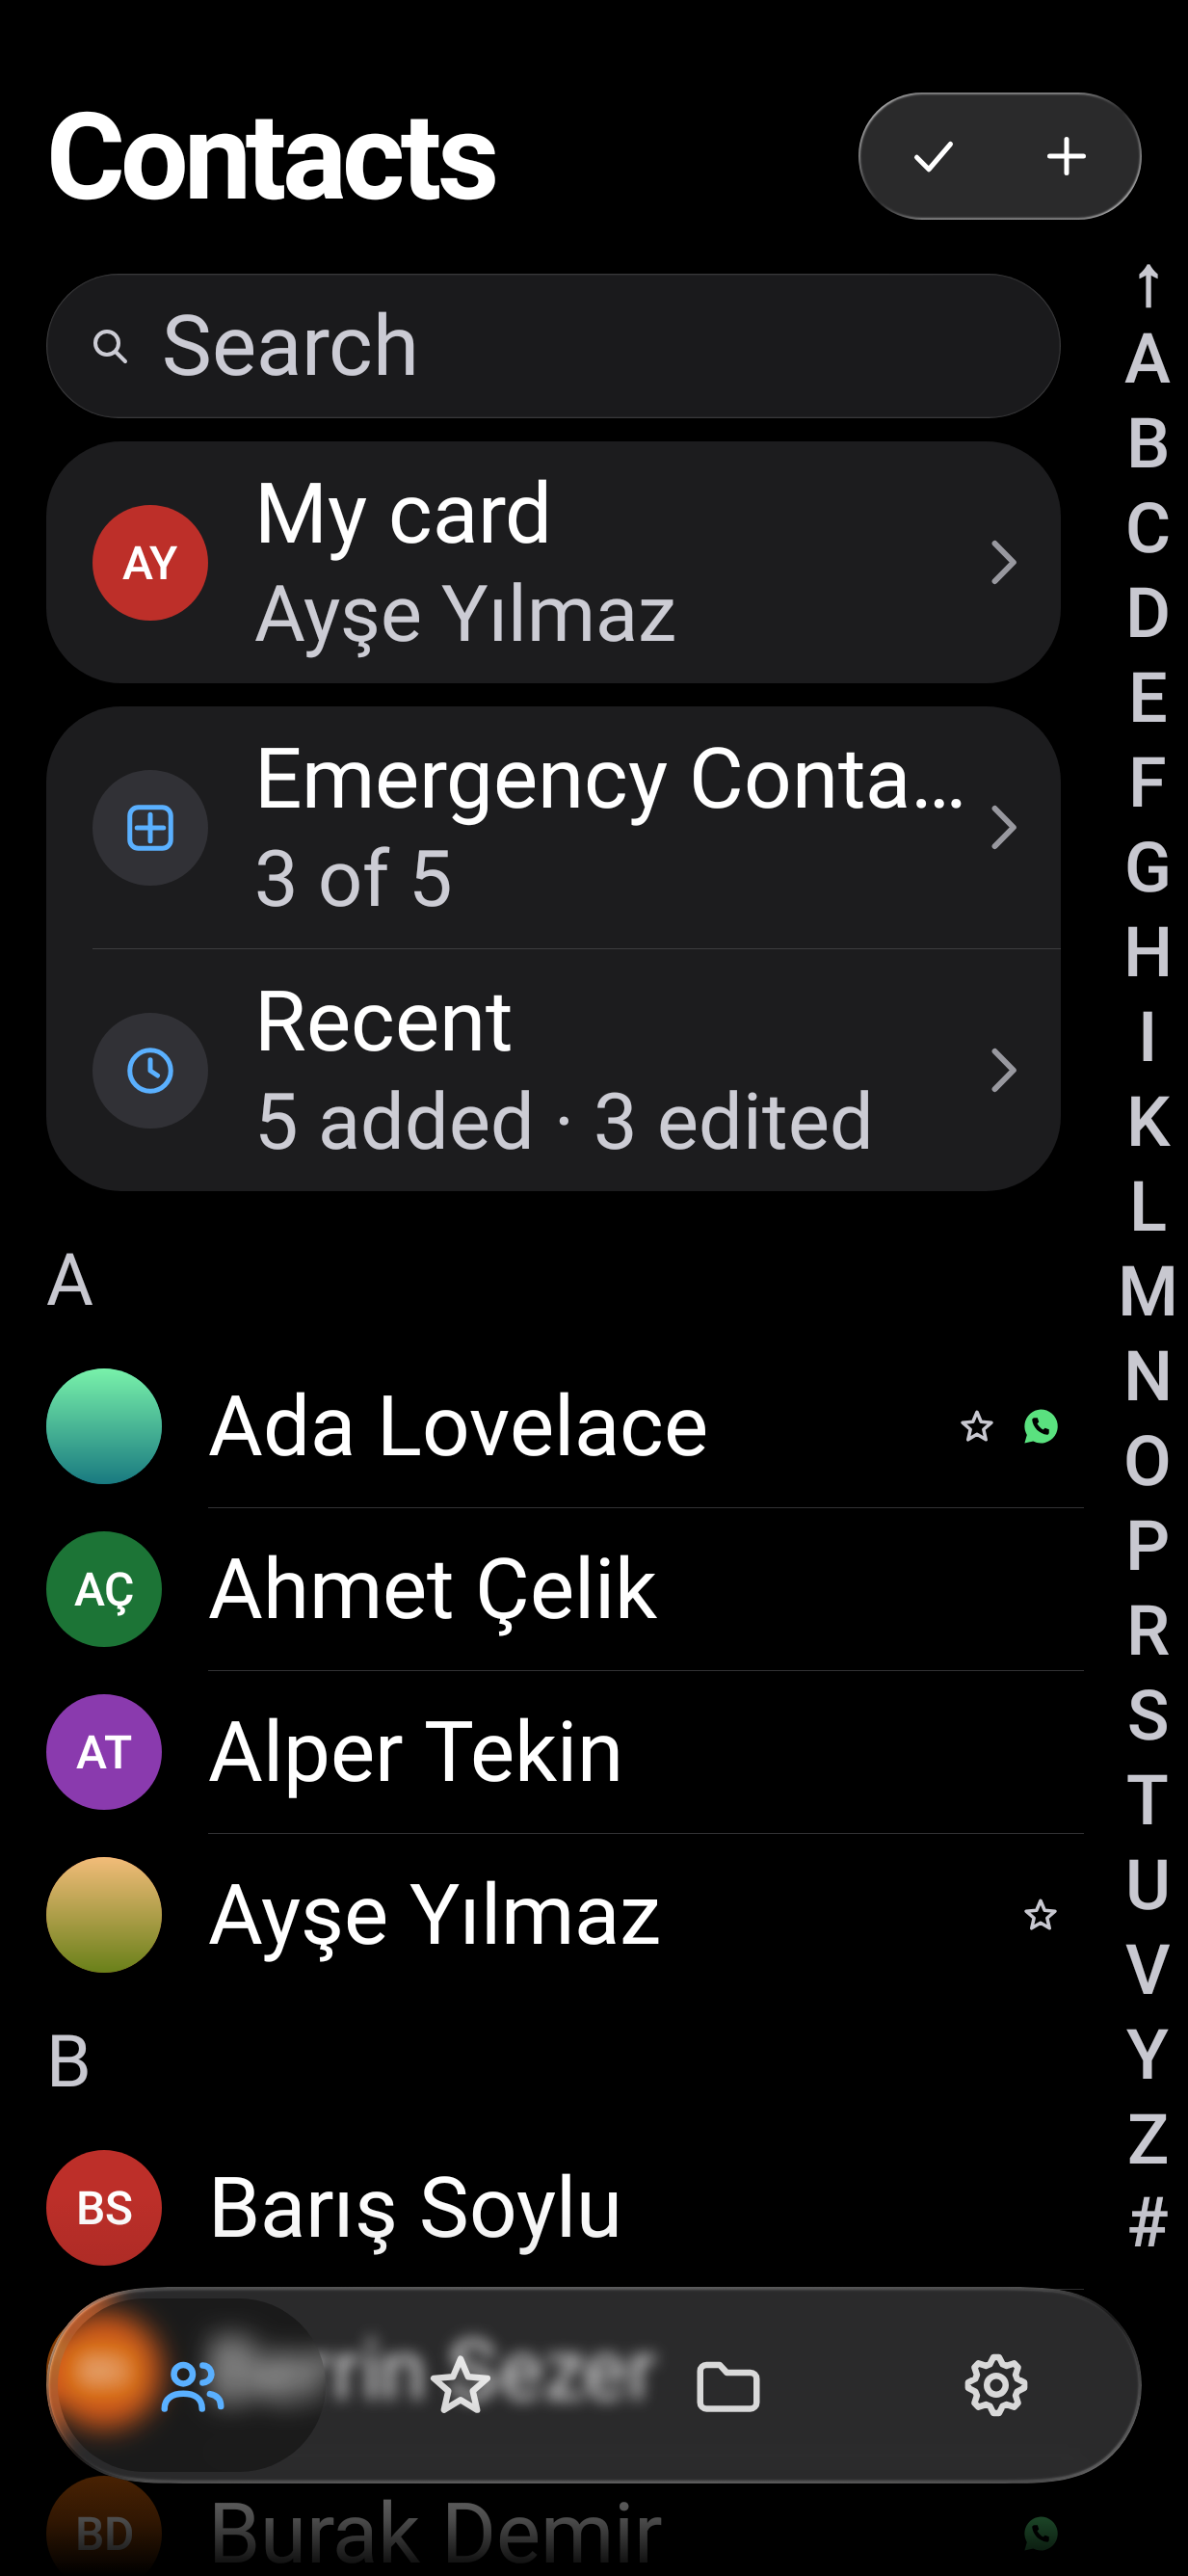 Contacts
Search
My card
AY
Ayşe Yılmaz
Emergency Conta...
3 of 5
Recent
5 added · 3 edited
A
Ada Lovelace
AÇ
Ahmet Çelik
AT
Alper Tekin
Ayşe Yılmaz
B
BS
Barış Soylu
Sezer
BD
Burak Demir
↑
A
B
C
D
E
F
G
H
I
K
L
M
N
O
P
R
S
T
U
V
Y
Z
#